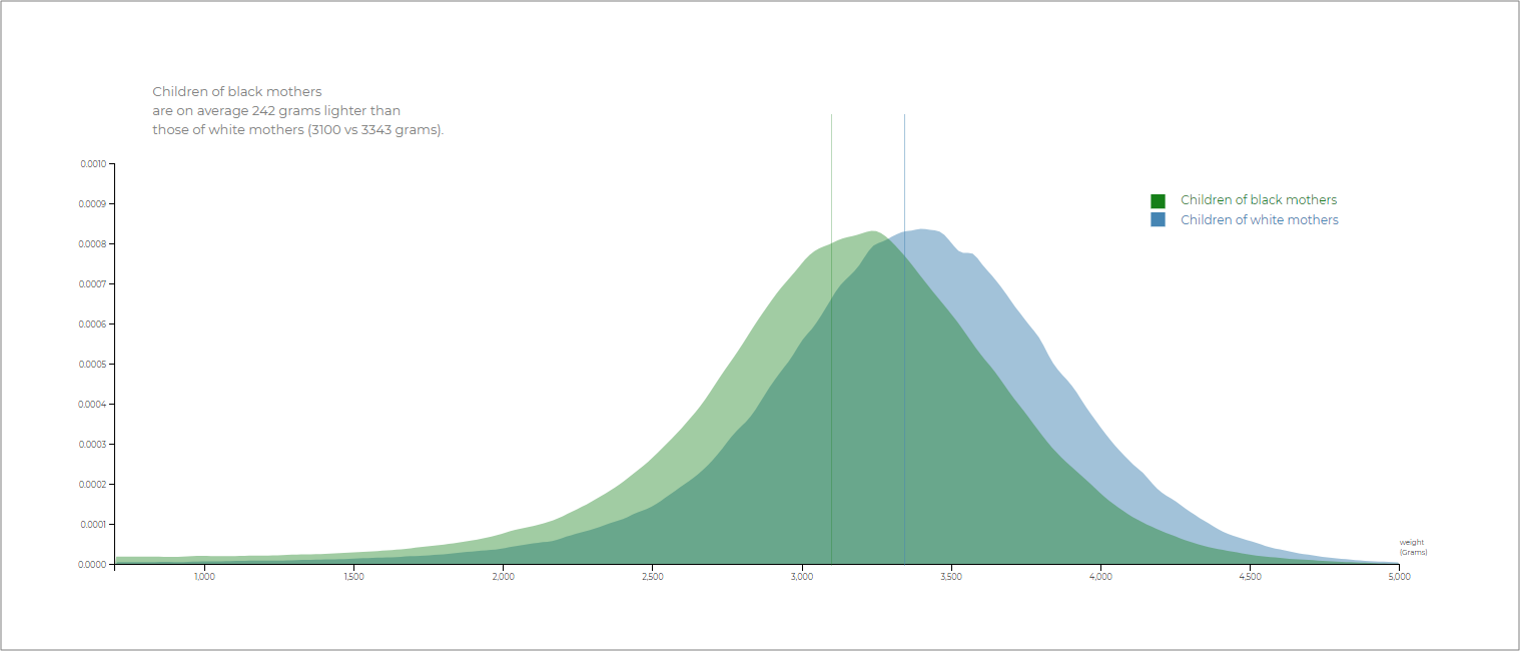 Children of black mothers
are on average 242 grams lighter than
those of white mothers (3100 vs 3343 grams).
0.0010
0.0009
0.0008
0.0007
0.0006
0.0005
0.0004
0.0003
0.0002
0.0001
0.0000
Children of black mothers
Children of white mothers
weight
(Grams)
1,000 1,500 2,000 2,500 3,000 3,500 4,000 4,500 5,000